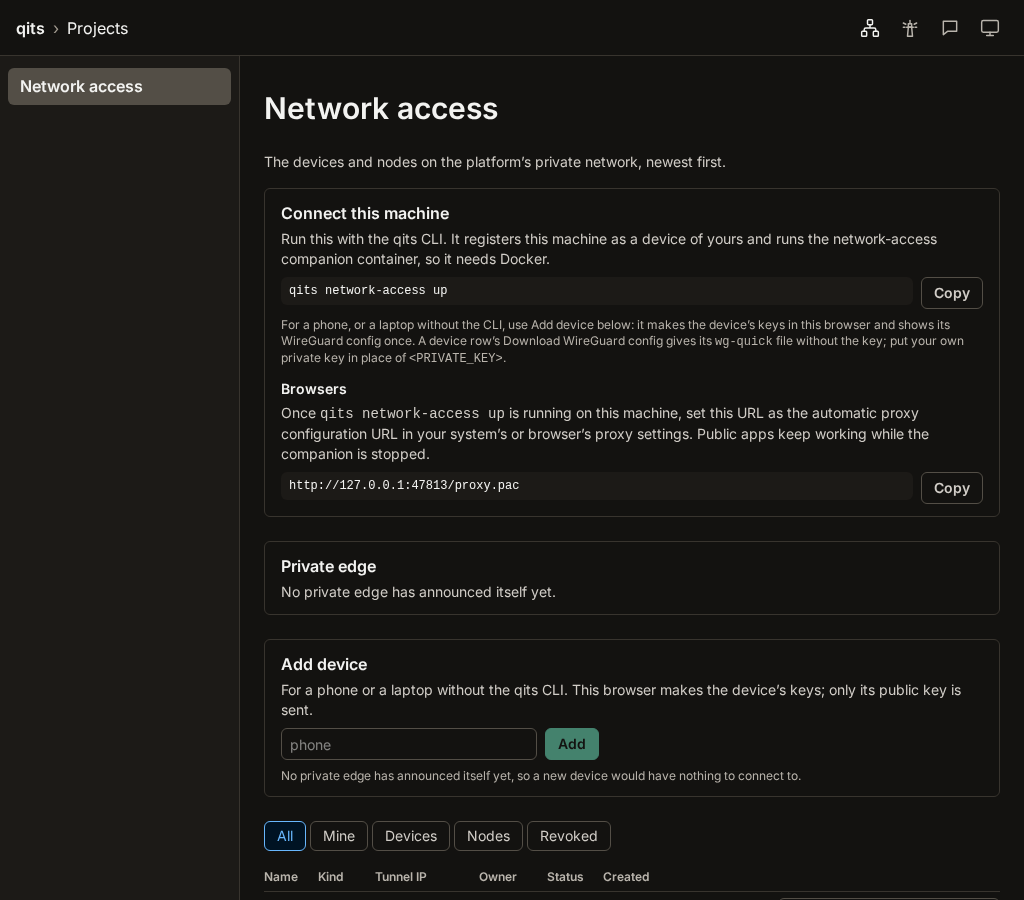 qits › Projects
Network access
Network access
The devices and nodes on the platform’s private network, newest first.
Connect this machine
Run this with the qits CLI. It registers this machine as a device of yours and runs the network-access
companion container, so it needs Docker.
qits network-access up
Copy
For a phone, or a laptop without the CLI, use Add device below: it makes the device’s keys in this browser and shows its
WireGuard config once. A device row’s Download WireGuard config gives its wg-quick file without the key; put your own
private key in place of <PRIVATE_KEY>.
Browsers
Once qits network-access up is running on this machine, set this URL as the automatic proxy
configuration URL in your system’s or browser’s proxy settings. Public apps keep working while the
companion is stopped.
http://127.0.0.1:47813/proxy.pac
Copy
Private edge
No private edge has announced itself yet.
Add device
For a phone or a laptop without the qits CLI. This browser makes the device’s keys; only its public key is
sent.
phone
Add
No private edge has announced itself yet, so a new device would have nothing to connect to.
All Mine Devices Nodes Revoked
Name Kind Tunnel IP Owner Status Created